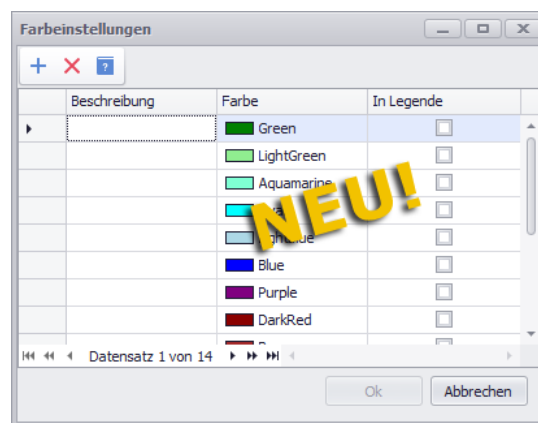 Farbeinstellungen
Beschreibung Farbe In Legende
Green
LightGreen
Aquamarine
NEU!
Blue
Purple
DarkRed
Datensatz 1 von 14
Ok Abbrechen